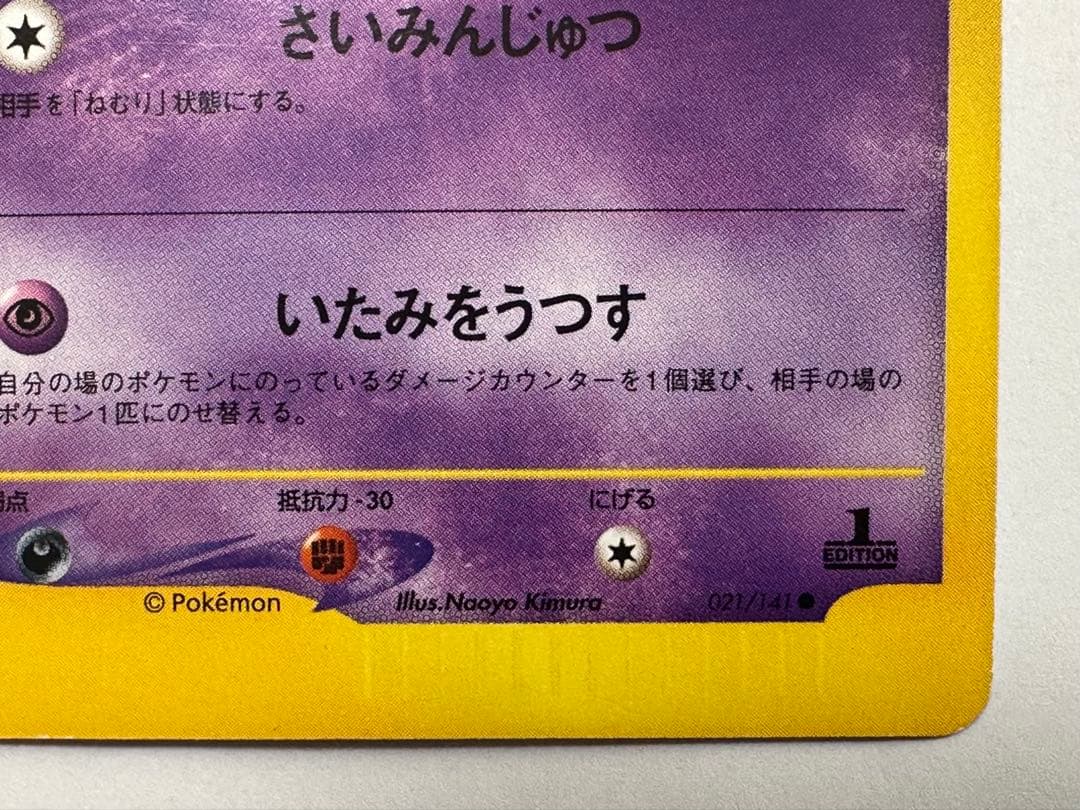 さいみんじゅつ
相手を「ねむり」状態にする。
いたみをうつす
自分の場のポケモンにのっているダメージカウンターを1個選び、相手の場の
ポケモン1匹にのせ替える。
弱点 抵抗力-30 にげる
1
EDITION
© Pokémon Illus.Naoyo Kimura 021/141●